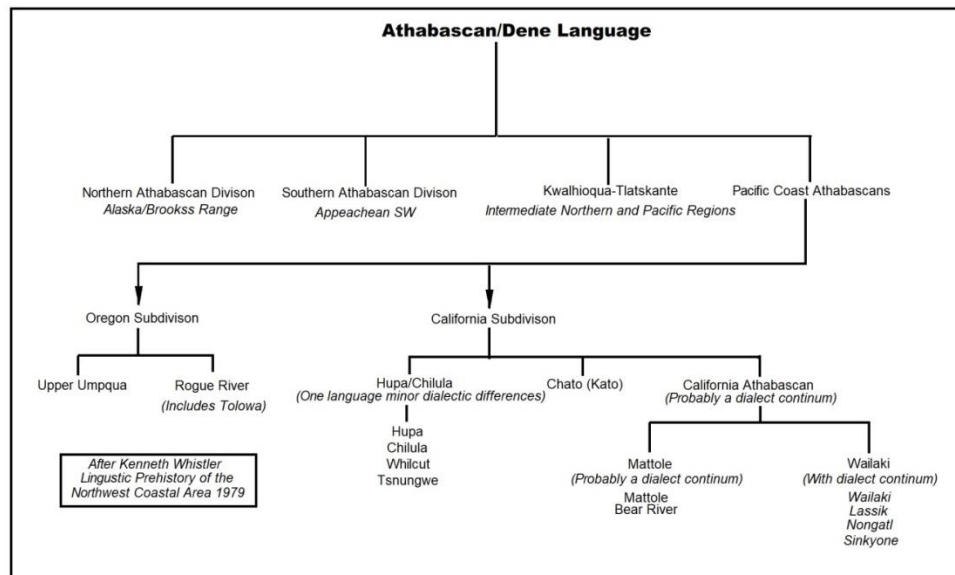 Athabascan/Dene Language
Northern Athabascan Divison
Alaska/Brookss Range
Southern Athabascan Divison
Appeachean SW
Kwalhioqua-Tlatskante
Intermediate Northern and Pacific Regions
Pacific Coast Athabascans
Oregon Subdivison
California Subdivison
Upper Umpqua
Rogue River
(Includes Tolowa)
Hupa/Chilula
(One language minor dialectic differences)
Hupa
Chilula
Whilcut
Tsnungwe
Chato (Kato)
California Athabascan
(Probably a dialect continum)
Mattole
(Probably a dialect continum)
Mattole
Bear River
Wailaki
(With dialect continum)
Wailaki
Lassik
Nongatl
Sinkyone
After Kenneth Whistler
Lingustic Prehistory of the
Northwest Coastal Area 1979